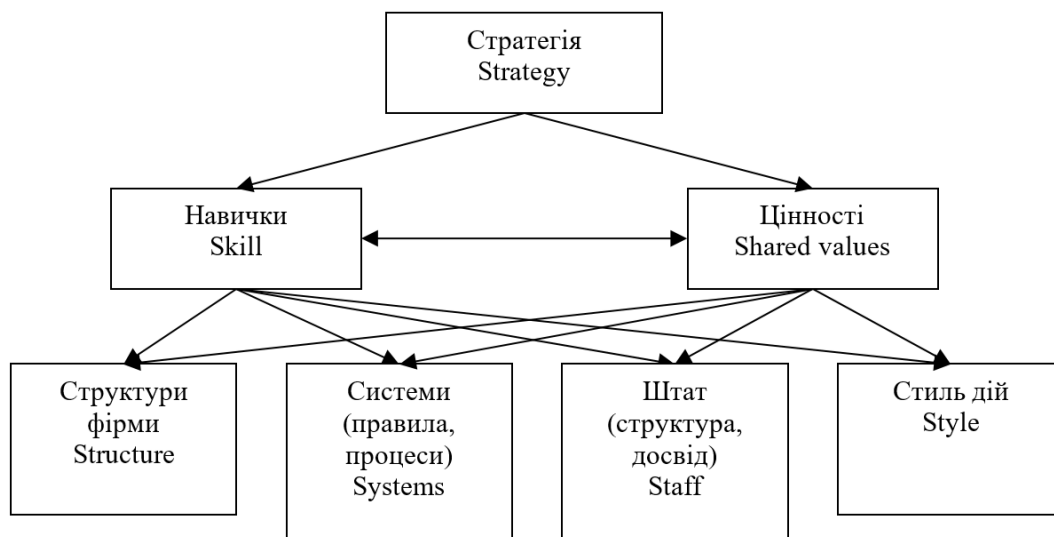 Стратегія
Strategy
Навички
Skill
Цінності
Shared values
Структури
фірми
Structure
Системи
(правила,
процеси)
Systems
Штат
(структура,
досвід)
Staff
Стиль дій
Style